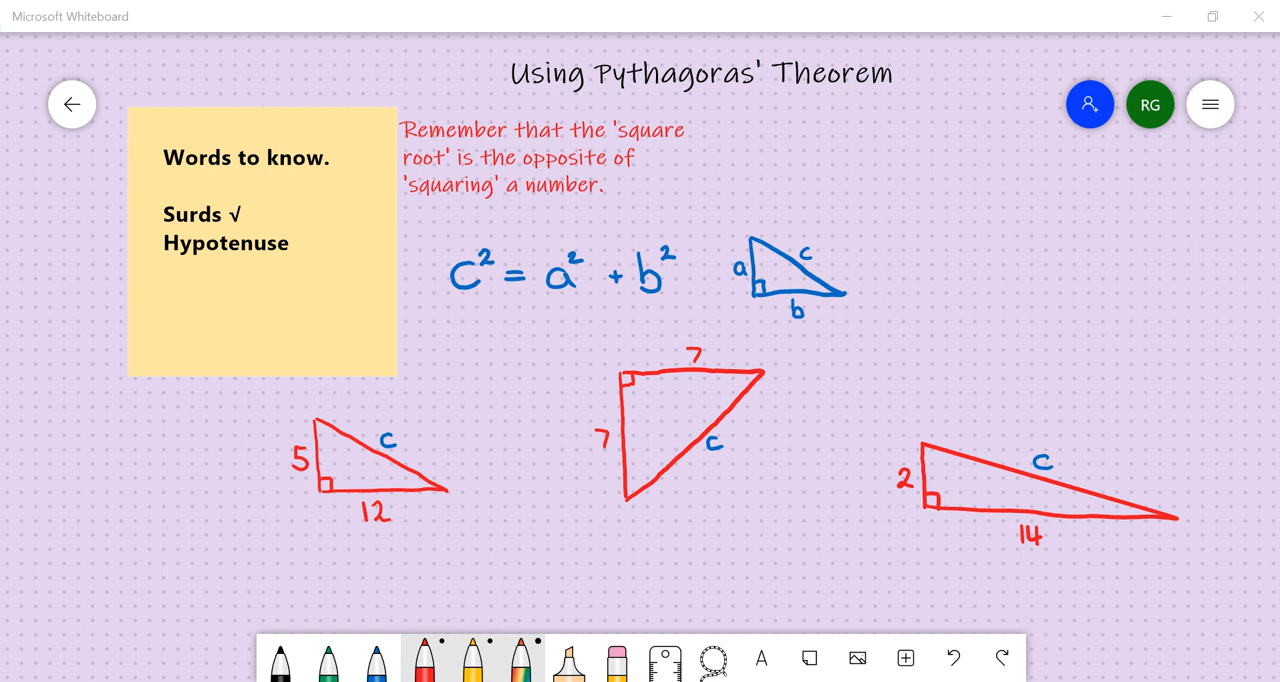 Microsoft Whiteboard
Using Pythagoras' Theorem
RG
Words to know.
Surds √
Hypotenuse
Remember that the 'square
root' is the opposite of
'squaring' a number.
c² = a² + b²
a
c
b
5
c
12
7
7
c
2
c
14
A